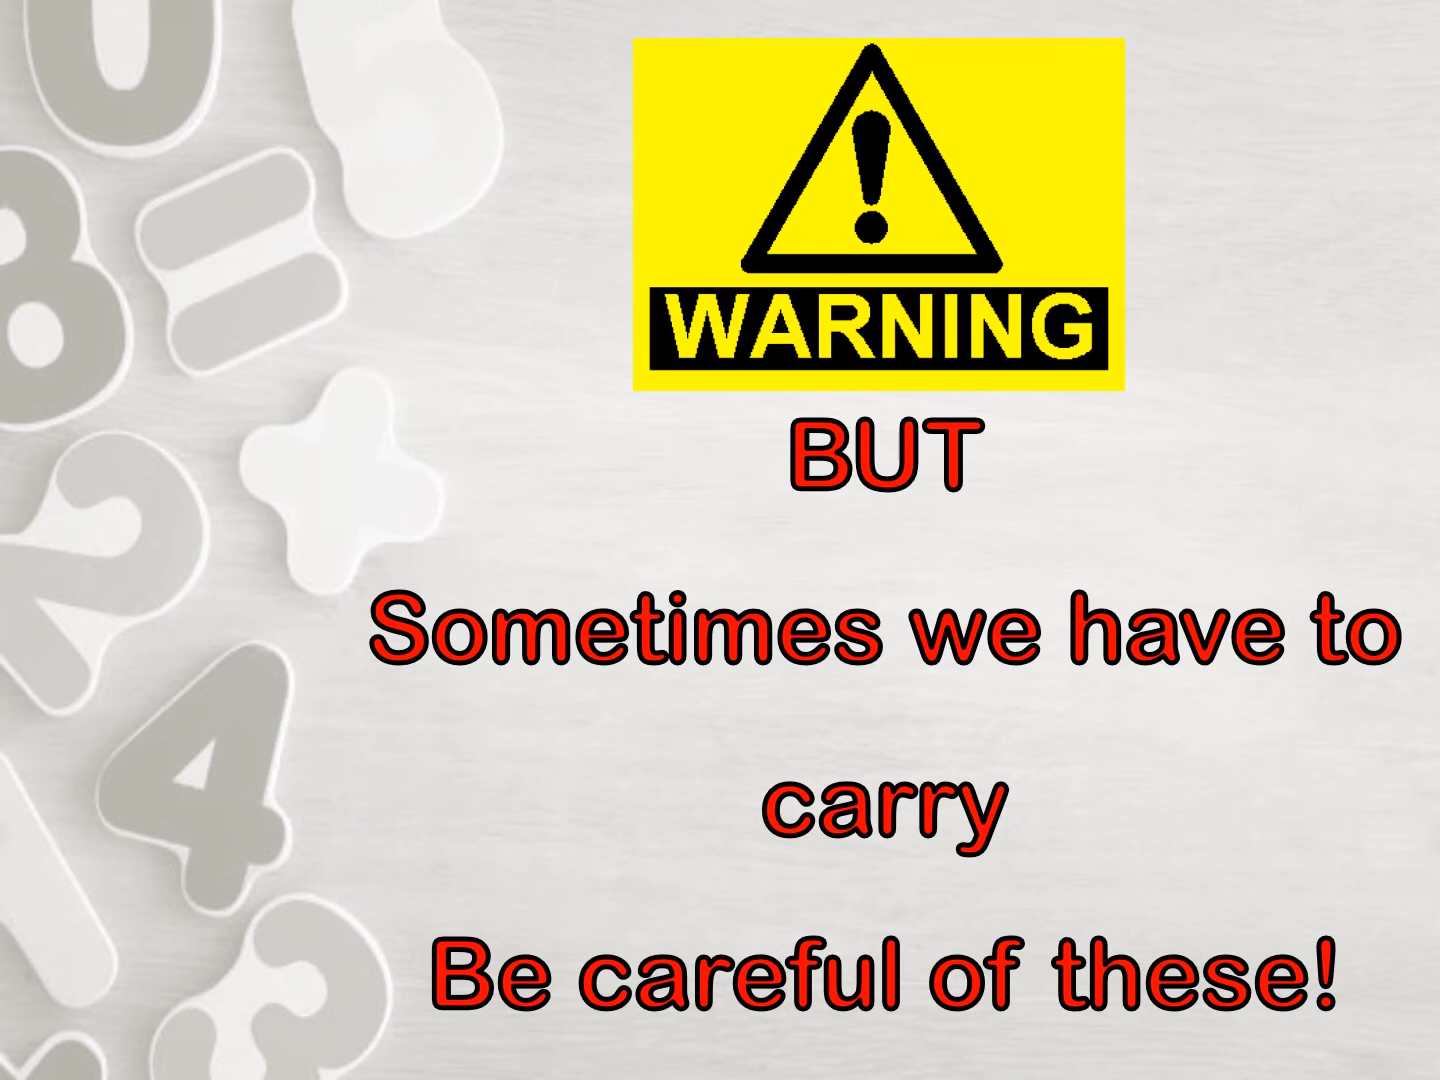 WARNING
BUT
Sometimes we have to
carry
Be careful of these!